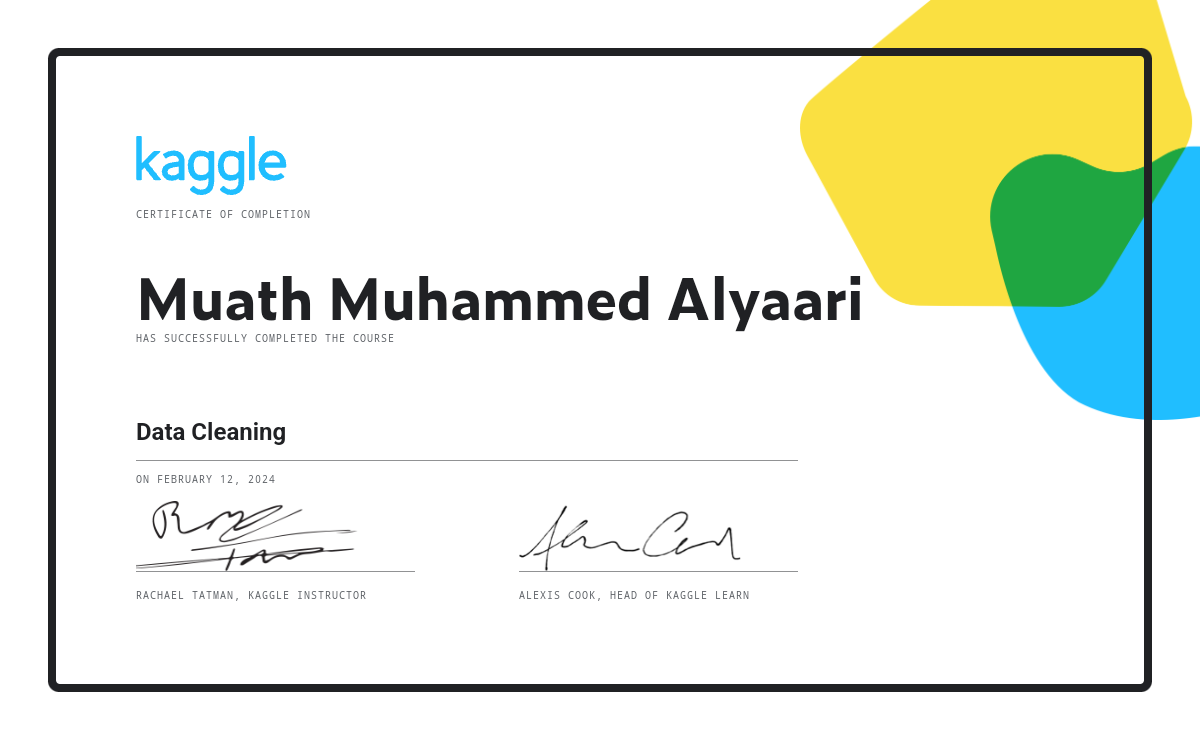 kaggle
CERTIFICATE OF COMPLETION
Muath Muhammed Alyaari
HAS SUCCESSFULLY COMPLETED THE COURSE
Data Cleaning
ON FEBRUARY 12, 2024
RACHAEL TATMAN, KAGGLE INSTRUCTOR
ALEXIS COOK, HEAD OF KAGGLE LEARN